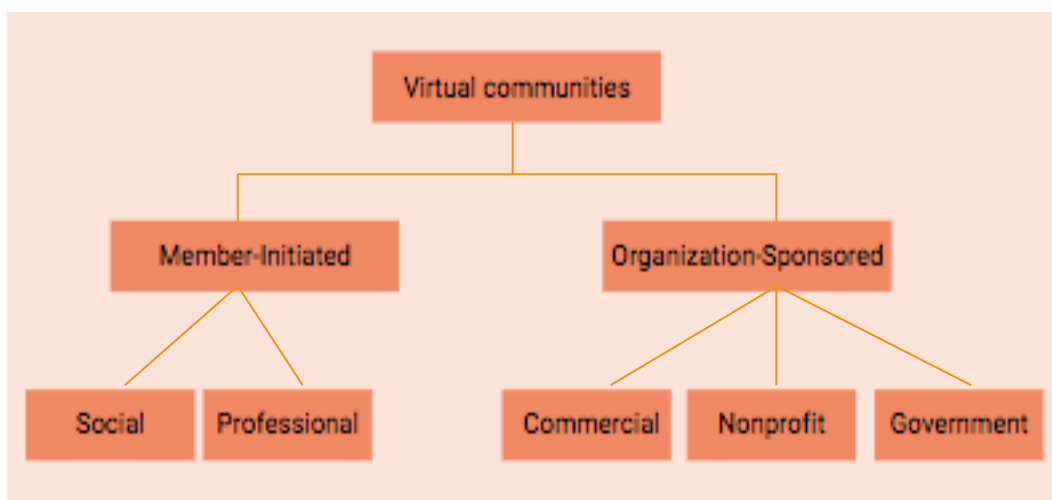 Virtual communities
Member-Initiated
Organization-Sponsored
Social
Professional
Commercial
Nonprofit
Government